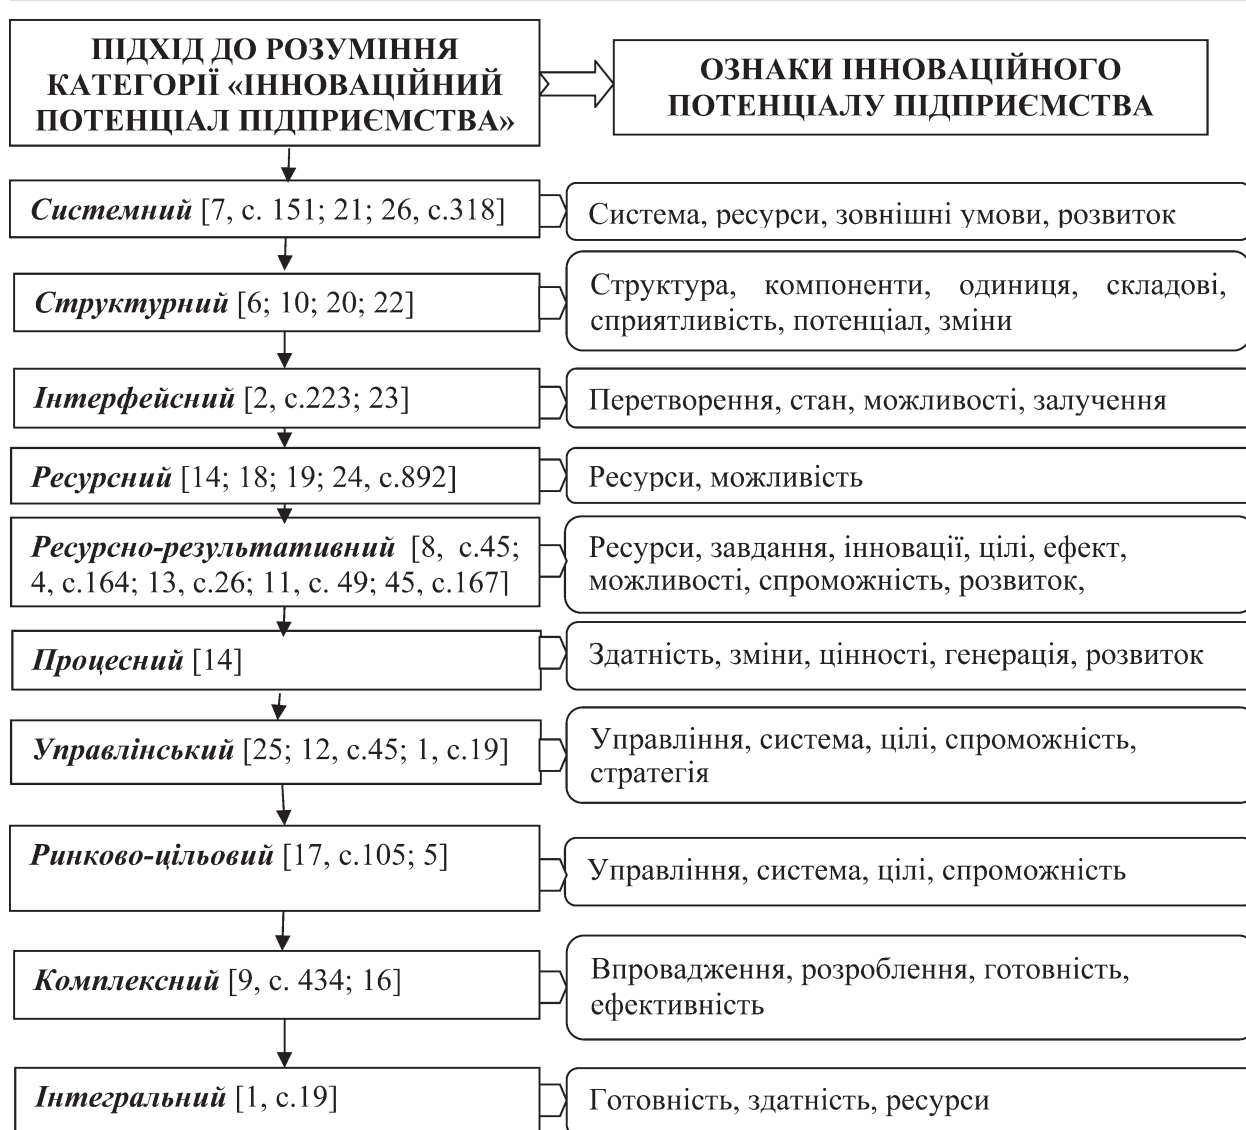 ПІДХІД ДО РОЗУМІННЯ
КАТЕГОРІЇ «ІННОВАЦІЙНИЙ
ПОТЕНЦІАЛ ПІДПРИЄМСТВА»
ОЗНАКИ ІННОВАЦІЙНОГО
ПОТЕНЦІАЛУ ПІДПРИЄМСТВА
Системний [7, с. 151; 21; 26, с.318]
Система, ресурси, зовнішні умови, розвиток
Структурний [6; 10; 20; 22]
Структура, компоненти, одиниця, складові,
сприятливість, потенціал, зміни
Інтерфейсний [2, с.223; 23]
Перетворення, стан, можливості, залучення
Ресурсний [14; 18; 19; 24, с.892]
Ресурси, можливість
Ресурсно-результативний [8, с.45;
4, с.164; 13, с.26; 11, с. 49; 45, с.167]
Ресурси, завдання, інновації, цілі, ефект,
можливості, спроможність, розвиток,
Процесний [14]
Здатність, зміни, цінності, генерація, розвиток
Управлінський [25; 12, с.45; 1, с.19]
Управління, система, цілі, спроможність,
стратегія
Ринково-цільовий [17, с.105; 5]
Управління, система, цілі, спроможність
Комплексний [9, с. 434; 16]
Впровадження, розроблення, готовність,
ефективність
Інтегральний [1, с.19]
Готовність, здатність, ресурси